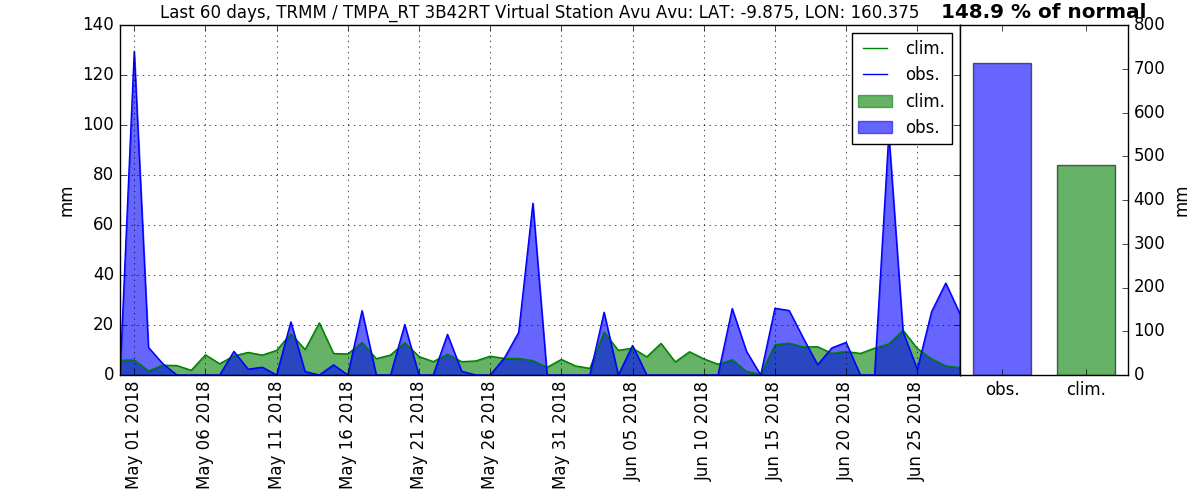 Last 60 days, TRMM / TMPA_RT 3B42RT Virtual Station Avu Avu: LAT: -9.875, LON: 160.375
148.9 % of normal
140
120
100
80
60
40
20
0
mm
clim.
obs.
clim.
obs.
May 01 2018
May 06 2018
May 11 2018
May 16 2018
May 21 2018
May 26 2018
May 31 2018
Jun 05 2018
Jun 10 2018
Jun 15 2018
Jun 20 2018
Jun 25 2018
800
700
600
500
400
300
200
100
0
mm
obs.
clim.